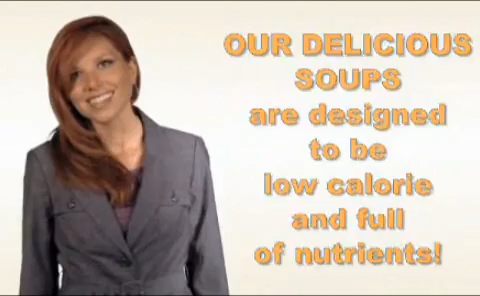 OUR DELICIOUS
SOUPS
are designed
to be
low calorie
and full
of nutrients!